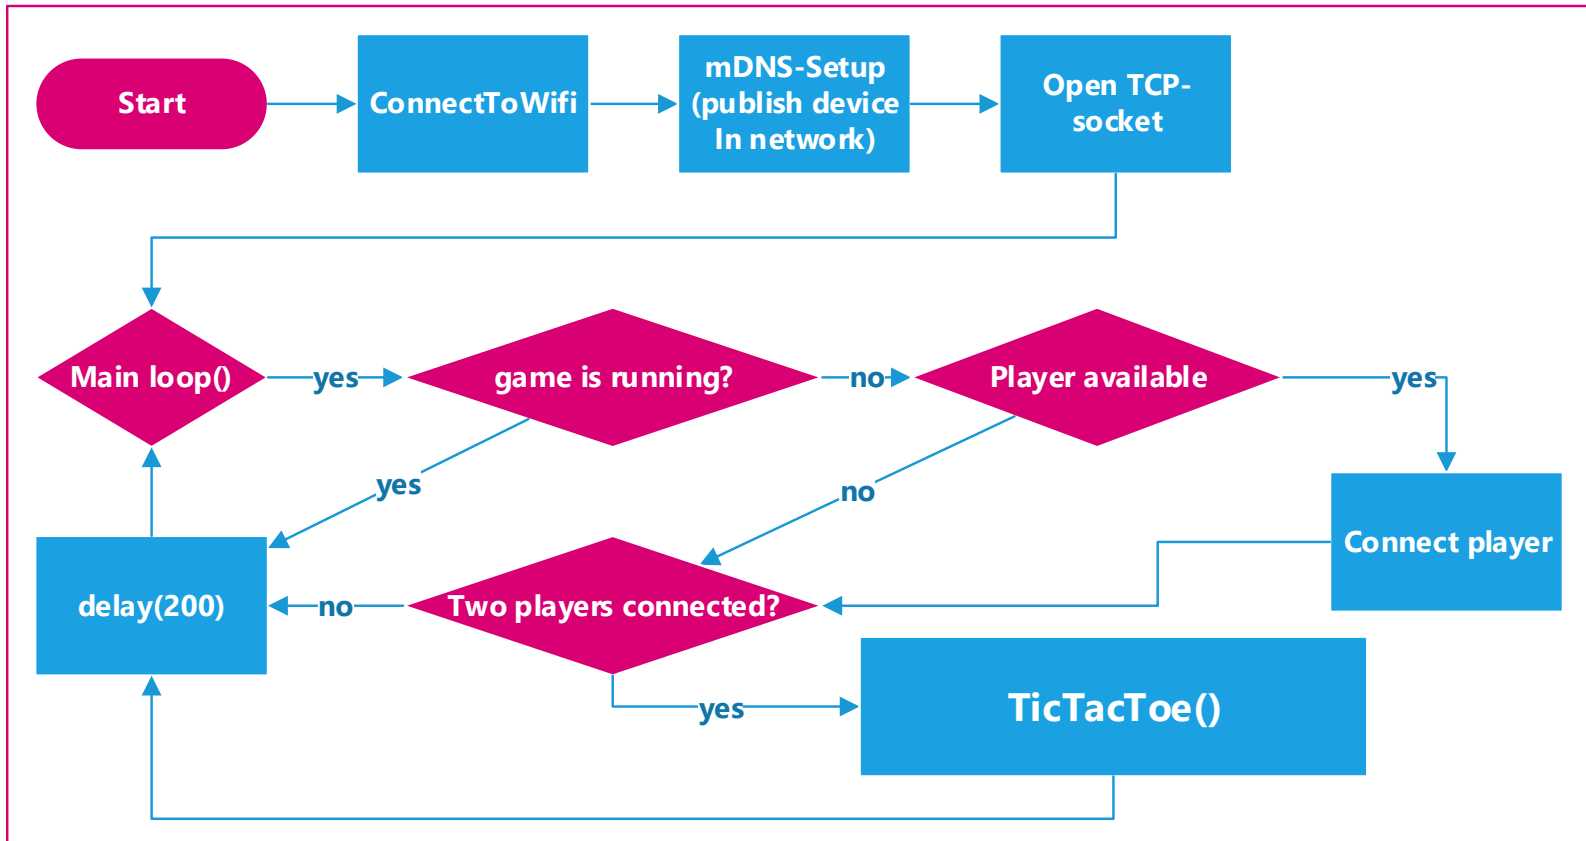 Start
ConnectToWifi
mDNS-Setup
(publish device
In network)
Open TCP-
socket
Main loop()
yes
game is running?
no
Player available
yes
yes
no
Connect player
delay(200)
no
Two players connected?
yes
TicTacToe()